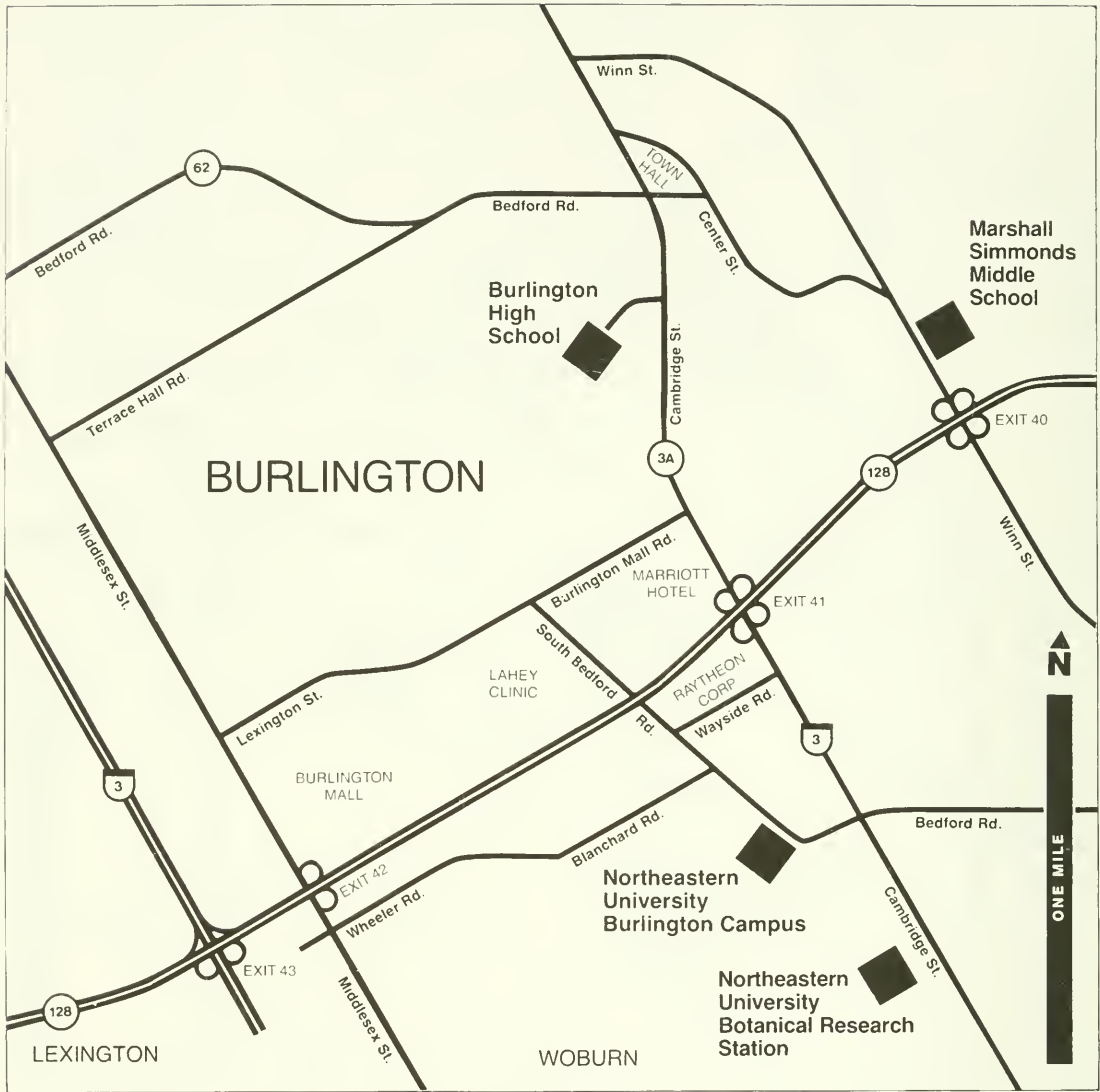 Winn St.
TOWN
HALL
62
Bedford Rd.
Bedford Rd.
Center St.
Marshall
Simmonds
Middle
School
Burlington
High
School
Cambridge St.
Terrace Hall Rd.
EXIT 40
3A
128
BURLINGTON
Winn St.
Middlesex St.
Burlington Mall Rd.
MARRIOTT
HOTEL
EXIT 41
South Bedford
Rd.
N
LAHEY
CLINIC
RAYTHEON
CORP
Wayside Rd.
Lexington St.
3
3
BURLINGTON
MALL
Bedford Rd.
Blanchard Rd.
EXIT 42
Wheeler Rd.
Northeastern
University
Burlington Campus
ONE MILE
Cambridge St.
EXIT 43
Middlesex St.
Northeastern
University
Botanical Research
Station
128
LEXINGTON
WOBURN